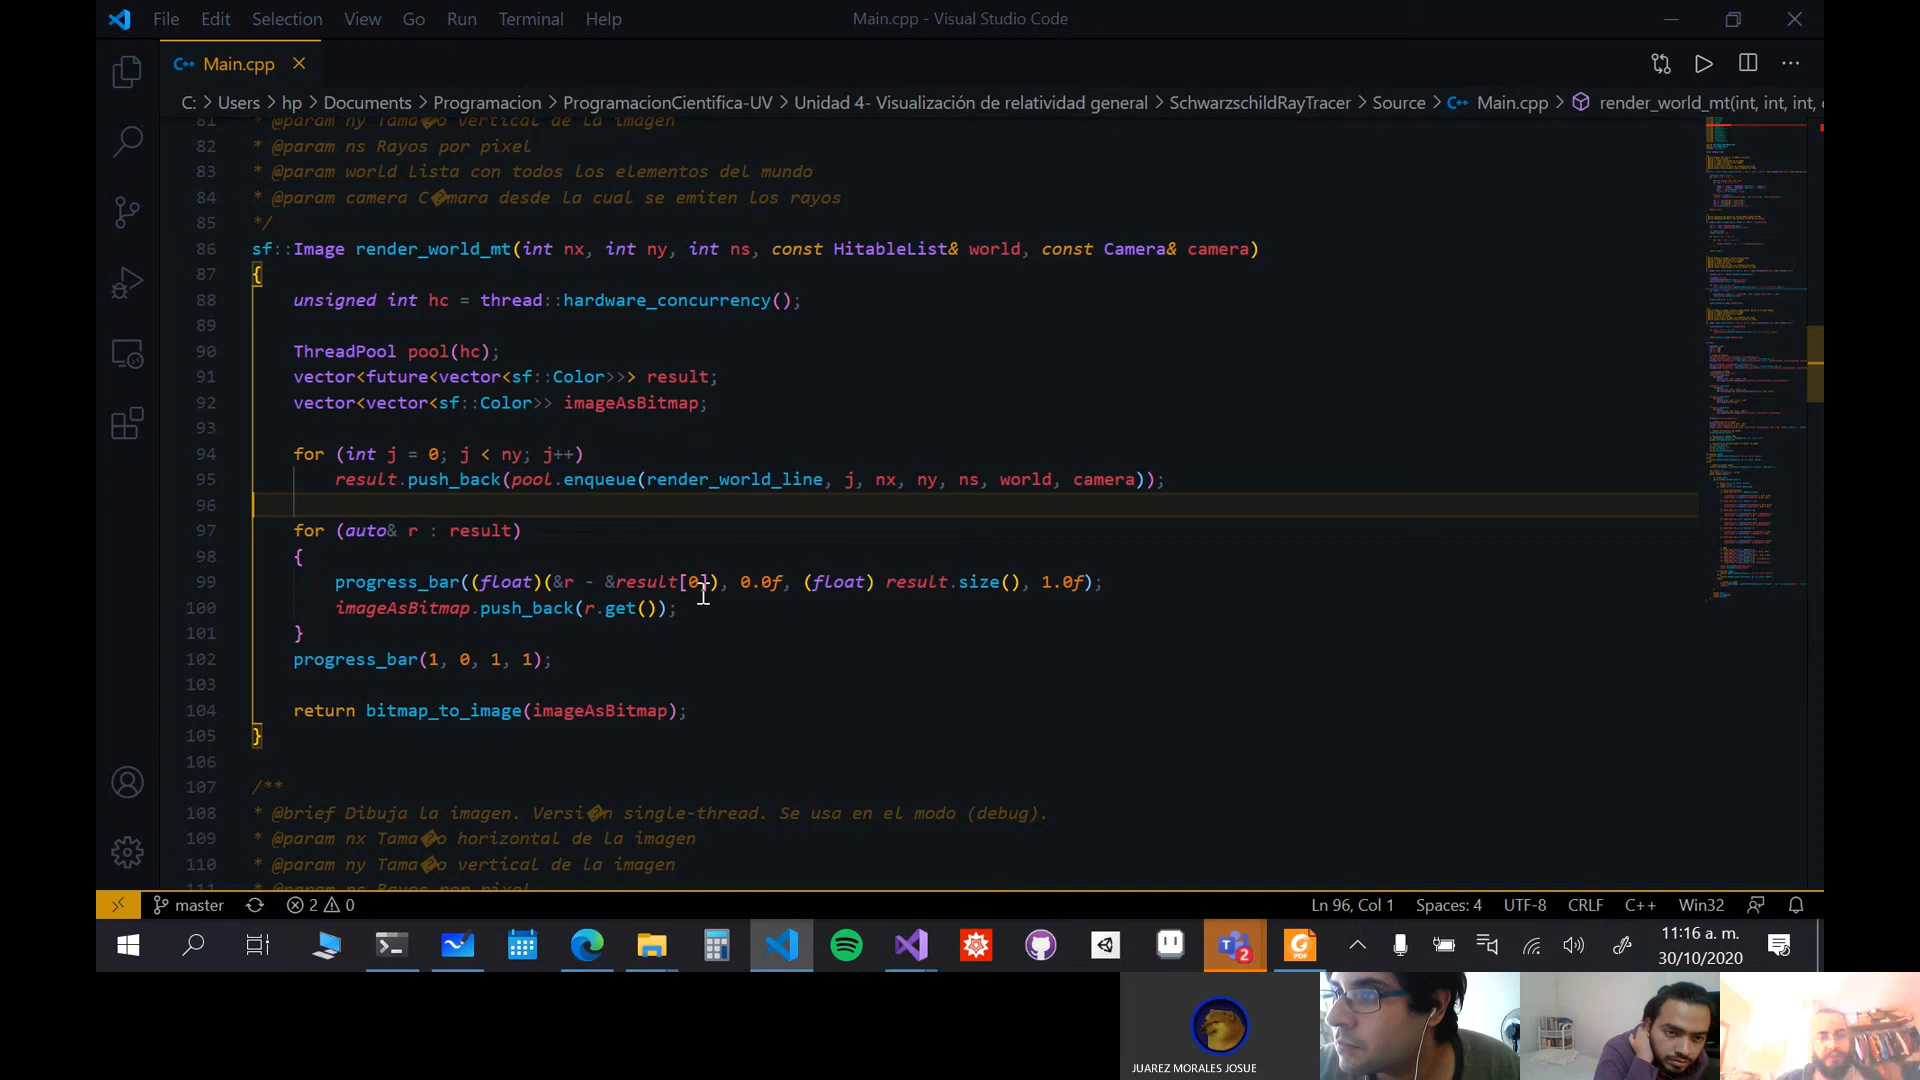 File Edit Selection View Go Run Terminal Help Main.cpp - Visual Studio Code
C++ Main.cpp
C: > Users > hp > Documents > Programacion > ProgramacionCientifica-UV > Unidad 4- Visualización de relatividad general > SchwarzschildRayTracer > Source > C++ Main.cpp > render_world_mt(int, int, int, c
81 * @param ny Tama�o vertical de la imagen
82 * @param ns Rayos por pixel
83 * @param world Lista con todos los elementos del mundo
84 * @param camera C�mara desde la cual se emiten los rayos
85 */
86 sf::Image render_world_mt(int nx, int ny, int ns, const HitableList& world, const Camera& camera)
87 {
88 unsigned int hc = thread::hardware_concurrency();
89
90 ThreadPool pool(hc);
91 vector<future<vector<sf::Color>>> result;
92 vector<vector<sf::Color>> imageAsBitmap;
93
94 for (int j = 0; j < ny; j++)
95 result.push_back(pool.enqueue(render_world_line, j, nx, ny, ns, world, camera));
96
97 for (auto& r : result)
98 {
99 progress_bar((float)(&r - &result[0]), 0.0f, (float) result.size(), 1.0f);
100 imageAsBitmap.push_back(r.get());
101 }
102 progress_bar(1, 0, 1, 1);
103
104 return bitmap_to_image(imageAsBitmap);
105 }
106
107 /**
108 * @brief Dibuja la imagen. Versi�n single-thread. Se usa en el modo (debug).
109 * @param nx Tama�o horizontal de la imagen
110 * @param ny Tama�o vertical de la imagen
111 * @param ns Rayos por pixel
master 2 0 Ln 96, Col 1 Spaces: 4 UTF-8 CRLF C++ Win32
11:16 a. m.
30/10/2020
2
PDF
JUAREZ MORALES JOSUE